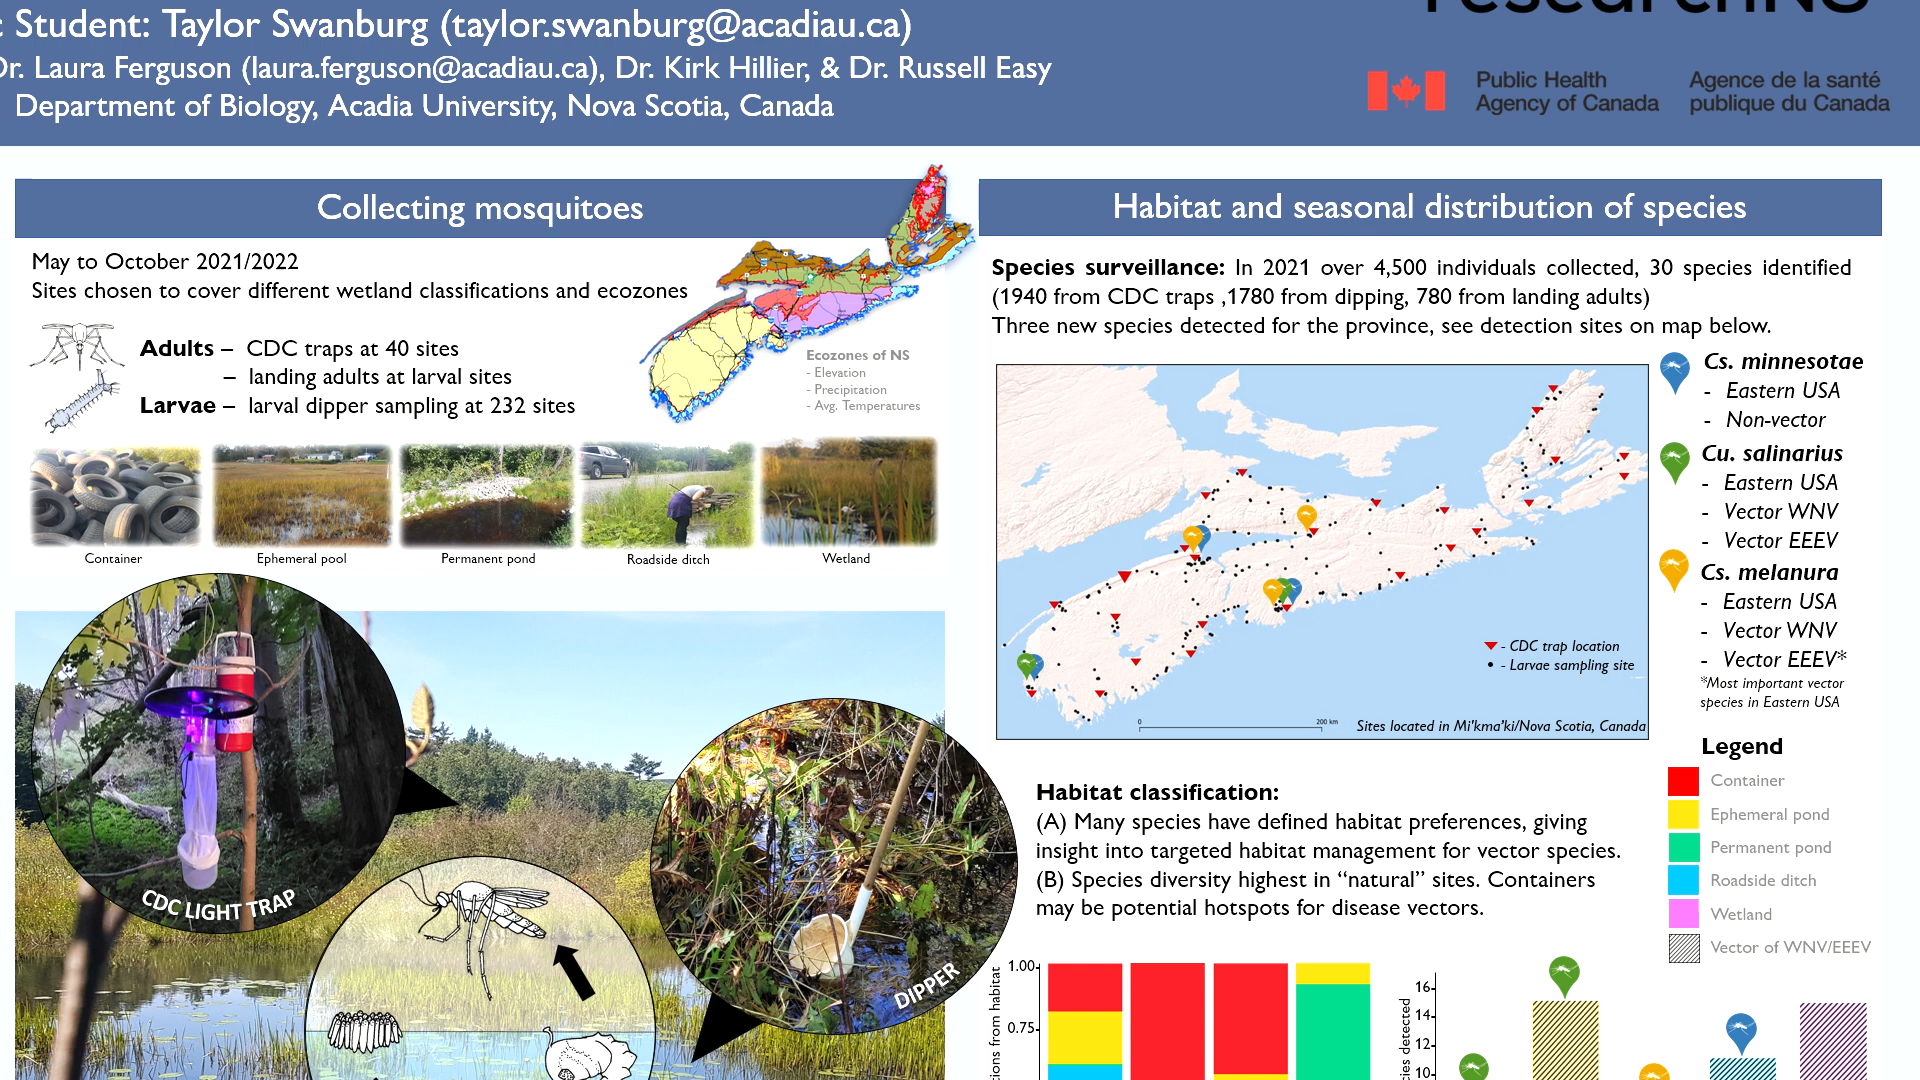 : Student: Taylor Swanburg (taylor.swanburg@acadiau.ca)
Dr. Laura Ferguson (laura.ferguson@acadiau.ca), Dr. Kirk Hillier, & Dr. Russell Easy
Department of Biology, Acadia University, Nova Scotia, Canada
researchNS
Public Health
Agency of Canada
Agence de la santé
publique du Canada
Collecting mosquitoes
May to October 2021/2022
Sites chosen to cover different wetland classifications and ecozones
Adults – CDC traps at 40 sites
– landing adults at larval sites
Larvae – larval dipper sampling at 232 sites
Ecozones of NS
- Elevation
- Precipitation
- Avg. Temperatures
Container
Ephemeral pool
Permanent pond
Roadside ditch
Wetland
CDC LIGHT TRAP
DIPPER
Habitat and seasonal distribution of species
Species surveillance: In 2021 over 4,500 individuals collected, 30 species identified
(1940 from CDC traps ,1780 from dipping, 780 from landing adults)
Three new species detected for the province, see detection sites on map below.
- CDC trap location
- Larvae sampling site
0
200 km
Sites located in Mi'kma'ki/Nova Scotia, Canada
Cs. minnesotae
- Eastern USA
- Non-vector
Cu. salinarius
- Eastern USA
- Vector WNV
- Vector EEEV
Cs. melanura
- Eastern USA
- Vector WNV
- Vector EEEV*
*Most important vector
species in Eastern USA
Legend
Container
Ephemeral pond
Permanent pond
Roadside ditch
Wetland
Vector of WNV/EEEV
Habitat classification:
(A) Many species have defined habitat preferences, giving
insight into targeted habitat management for vector species.
(B) Species diversity highest in “natural” sites. Containers
may be potential hotspots for disease vectors.
1.00
0.75
from habitat
16
14
12
10
detected